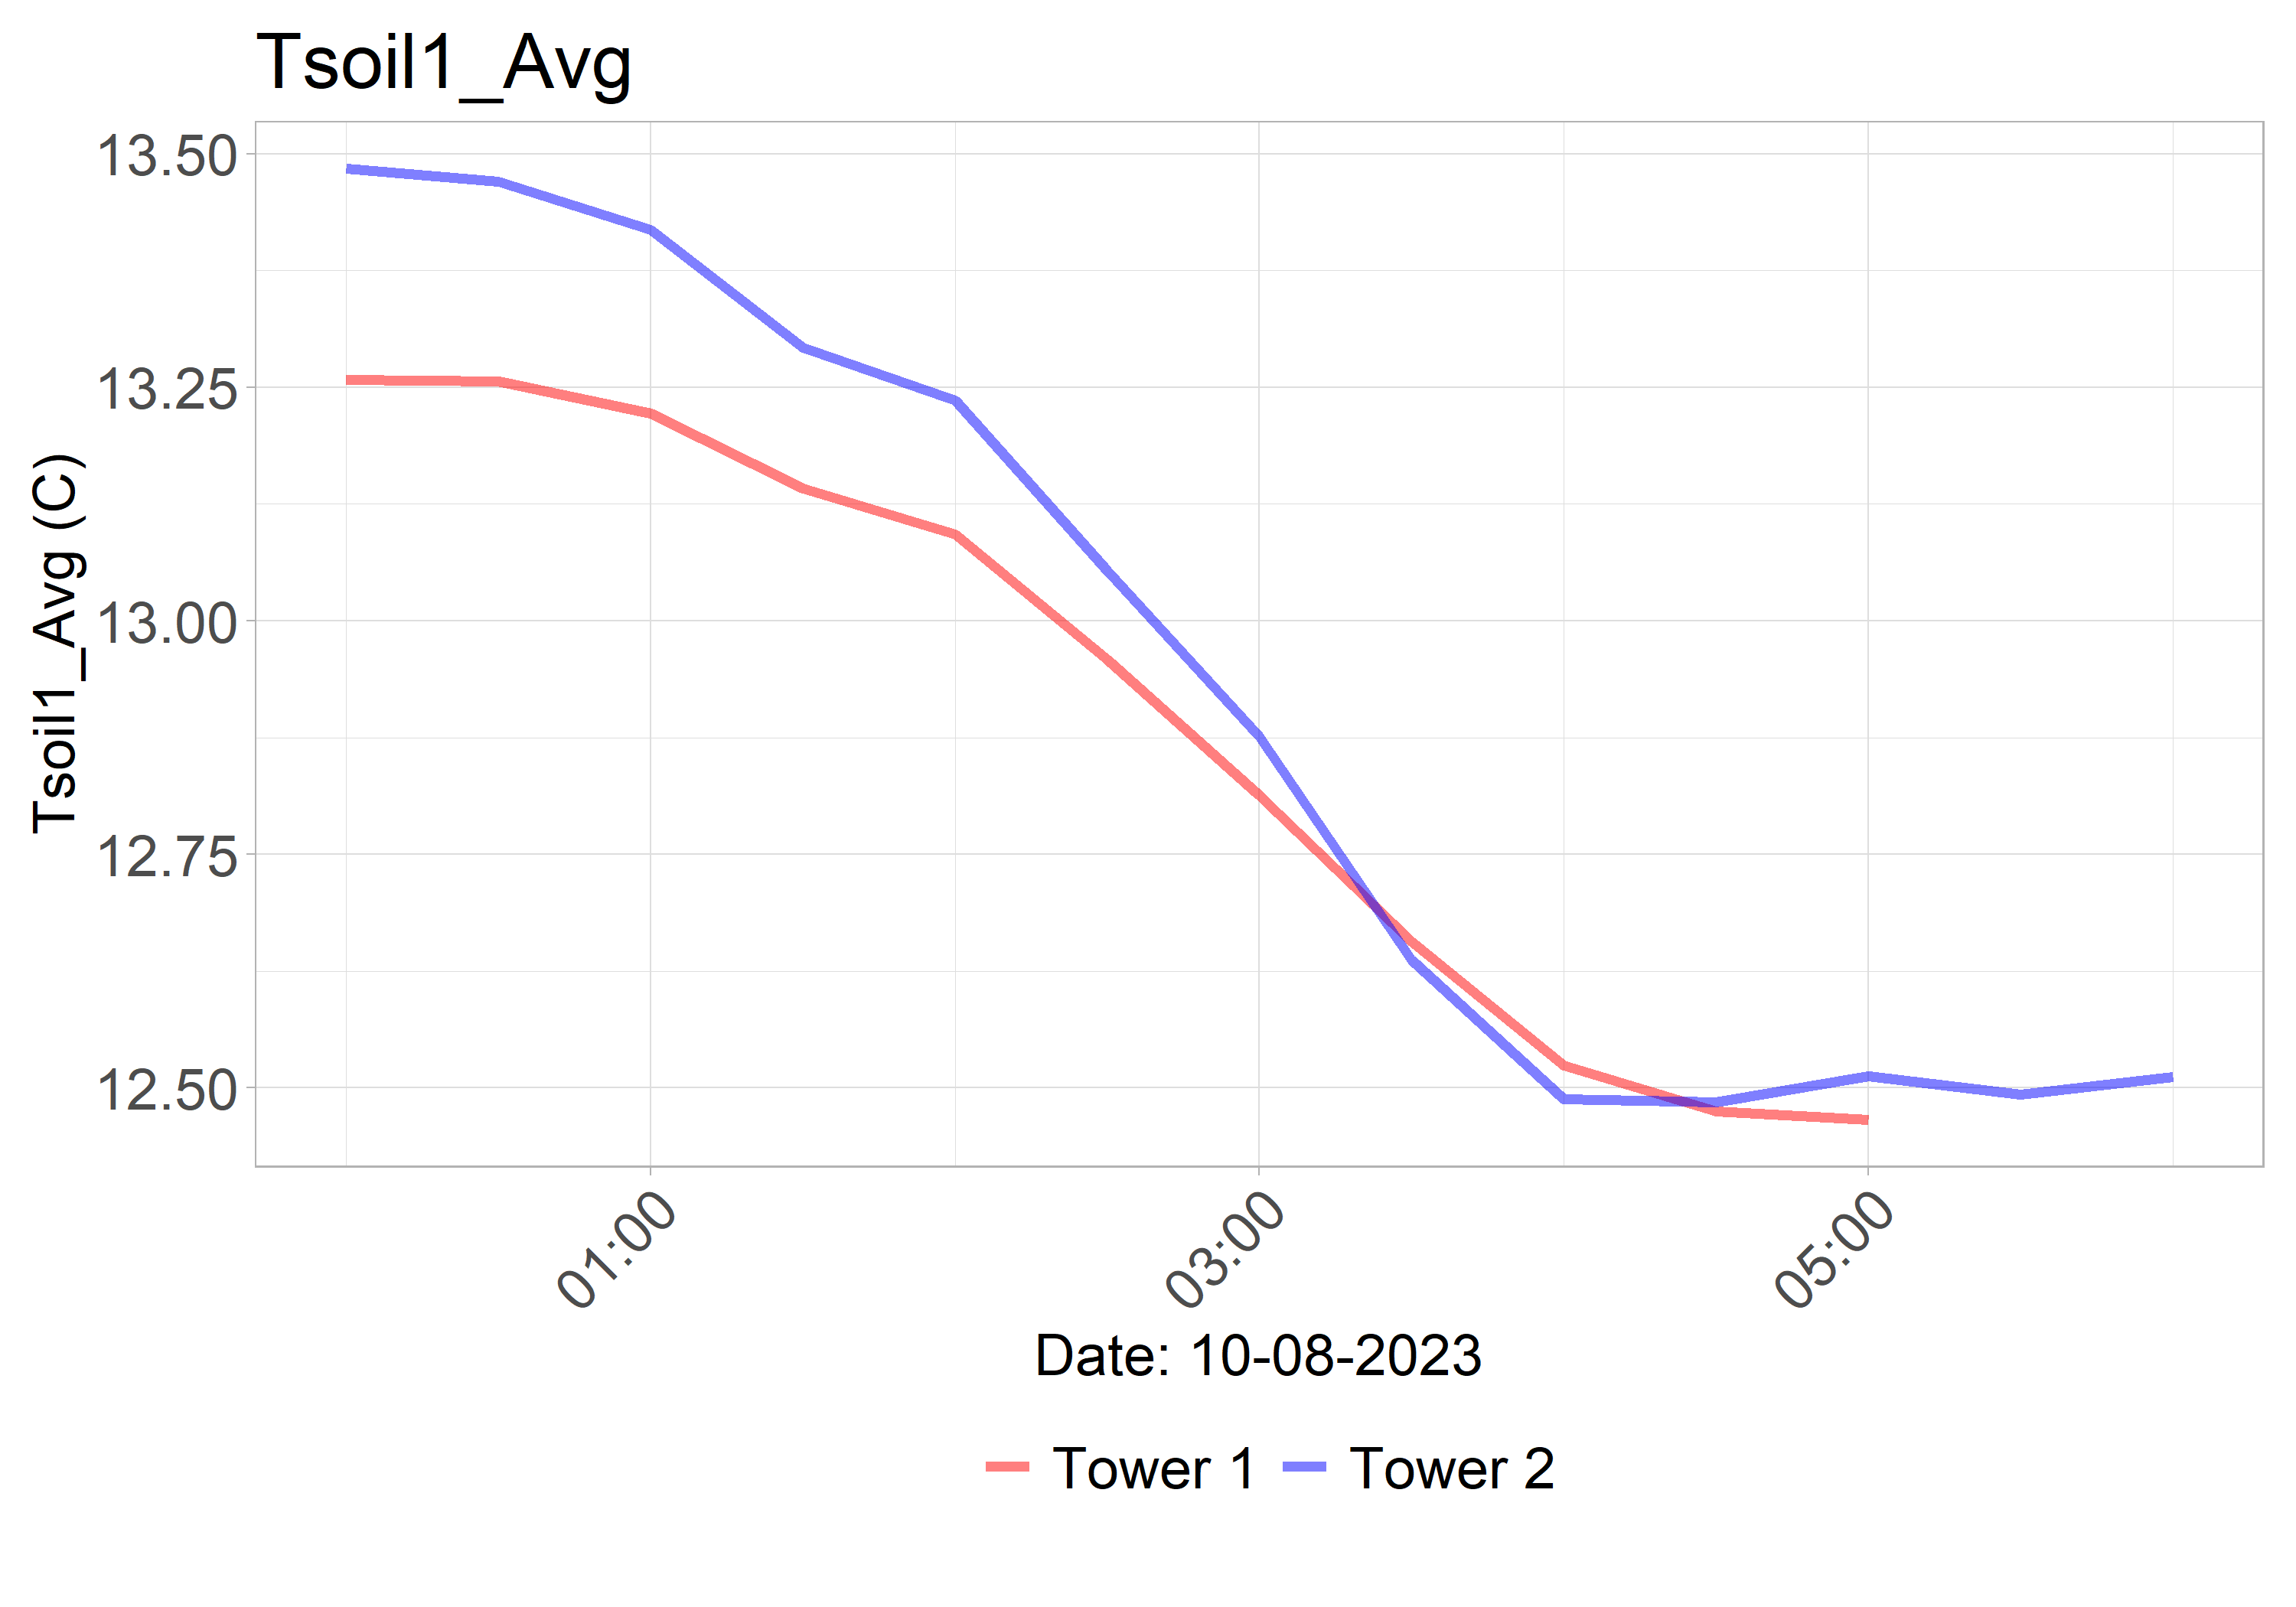 Tsoil1_Avg
Tsoil1_Avg (C)
13.50
13.25
13.00
12.75
12.50
01:00
03:00
05:00
Date: 10-08-2023
Tower 1
Tower 2